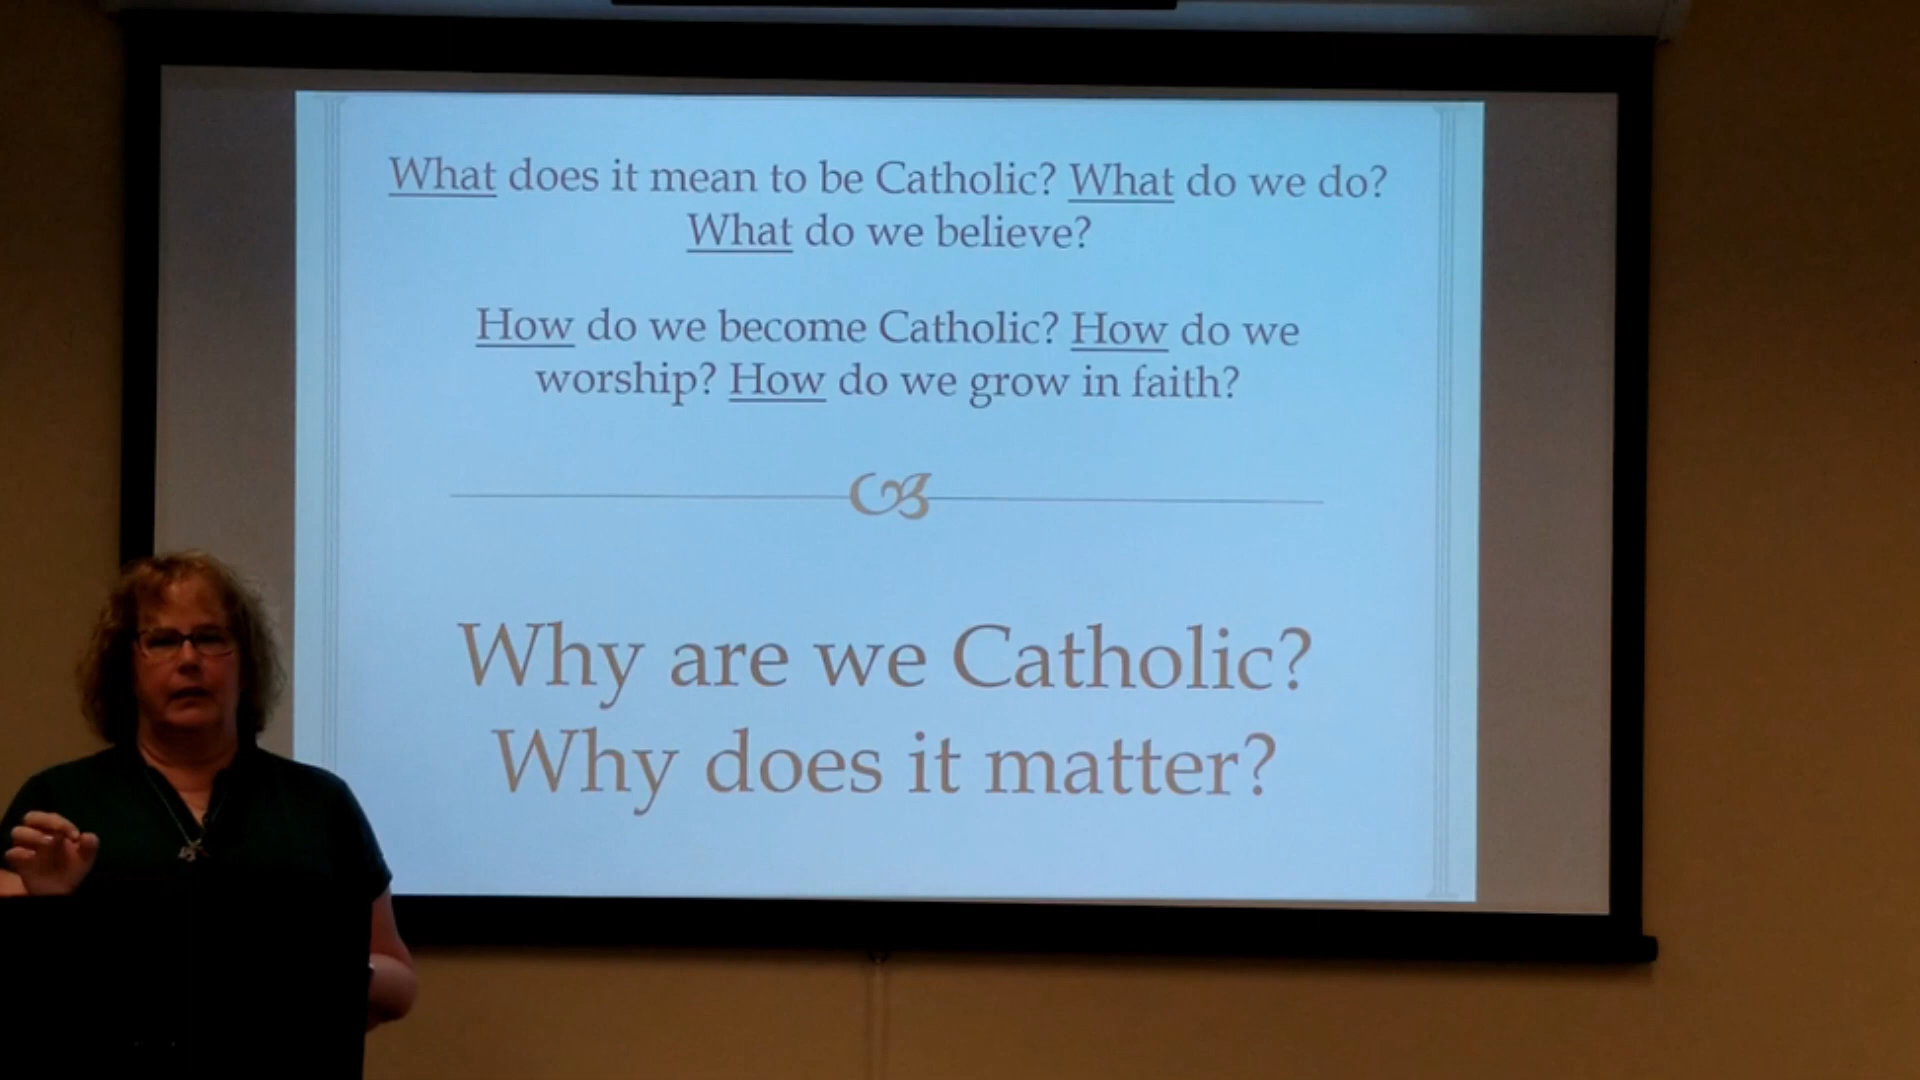 What does it mean to be Catholic? What do we do?
What do we believe?
How do we become Catholic? How do we
worship? How do we grow in faith?
Why are we Catholic?
Why does it matter?